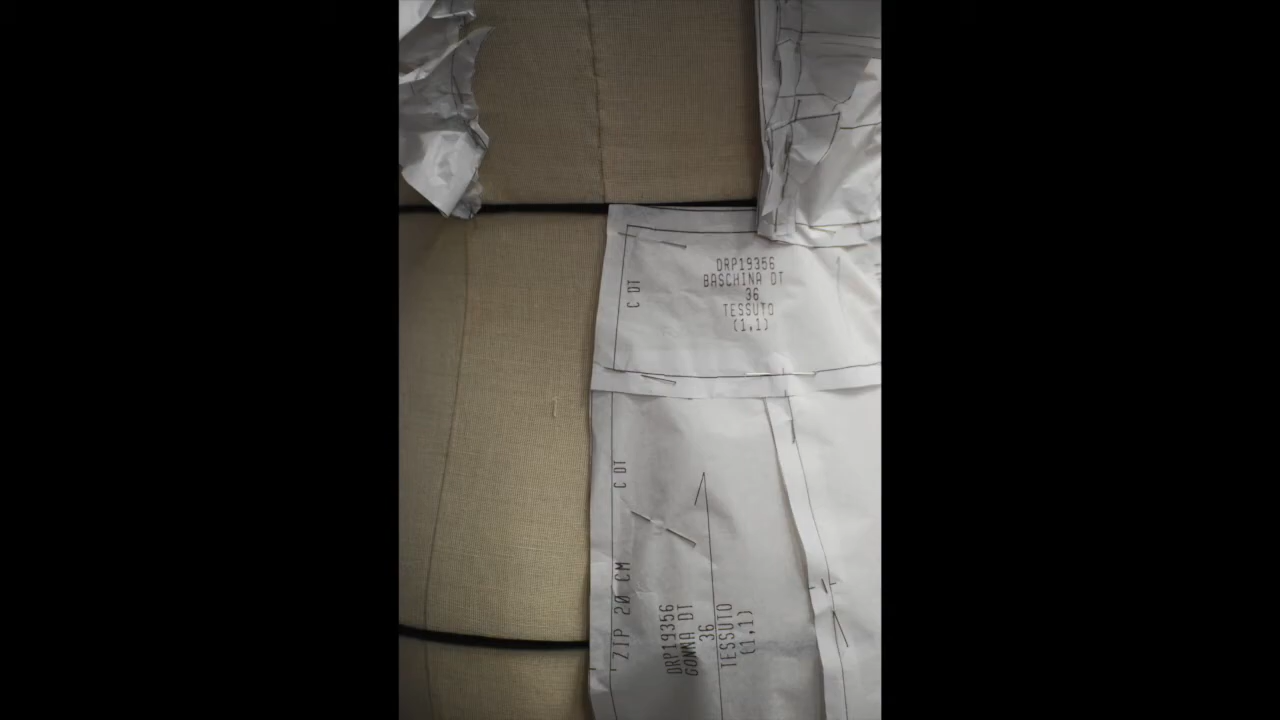 DRP19356
BASCHINA DT
36
TESSUTO
(1,1)
C DT
C DT
ZIP 20 CM
DRP19356
GONNA DT
36
TESSUTO
(1,1)